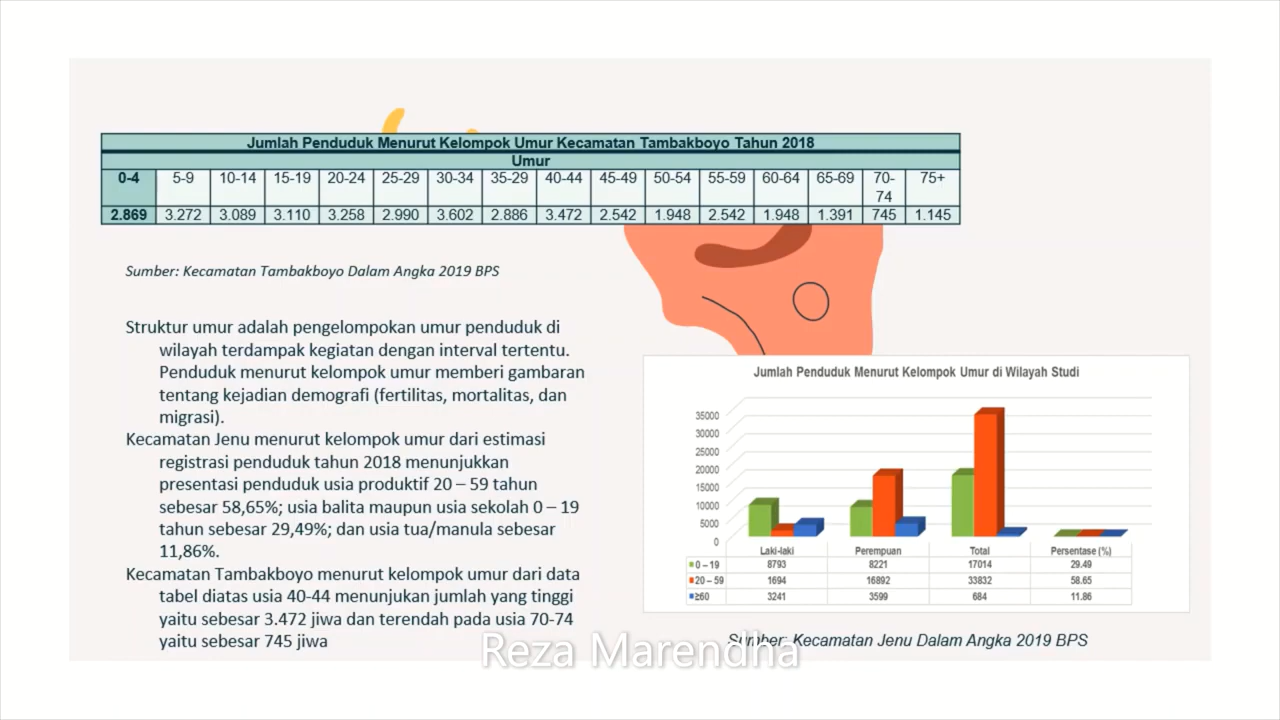 Jumlah Penduduk Menurut Kelompok Umur Kecamatan Tambakboyo Tahun 2018
Umur
0-4 5-9 10-14 15-19 20-24 25-29 30-34 35-29 40-44 45-49 50-54 55-59 60-64 65-69 70-74 75+
2.869 3.272 3.089 3.110 3.258 2.990 3.602 2.886 3.472 2.542 1.948 2.542 1.948 1.391 745 1.145
Sumber: Kecamatan Tambakboyo Dalam Angka 2019 BPS
Struktur umur adalah pengelompokan umur penduduk di
wilayah terdampak kegiatan dengan interval tertentu.
Penduduk menurut kelompok umur memberi gambaran
tentang kejadian demografi (fertilitas, mortalitas, dan
migrasi).
Kecamatan Jenu menurut kelompok umur dari estimasi
registrasi penduduk tahun 2018 menunjukkan
presentasi penduduk usia produktif 20 – 59 tahun
sebesar 58,65%; usia balita maupun usia sekolah 0 – 19
tahun sebesar 29,49%; dan usia tua/manula sebesar
11,86%.
Kecamatan Tambakboyo menurut kelompok umur dari data
tabel diatas usia 40-44 menunjukan jumlah yang tinggi
yaitu sebesar 3.472 jiwa dan terendah pada usia 70-74
yaitu sebesar 745 jiwa
Jumlah Penduduk Menurut Kelompok Umur di Wilayah Studi
35000
30000
25000
20000
15000
10000
5000
0
Laki-laki Perempuan Total Persentase (%)
0 – 19 8793 8221 17014 29.49
20 – 59 1694 16892 33832 58.65
≥60 3241 3599 684 11.86
Sumber: Kecamatan Jenu Dalam Angka 2019 BPS
Reza Marendha